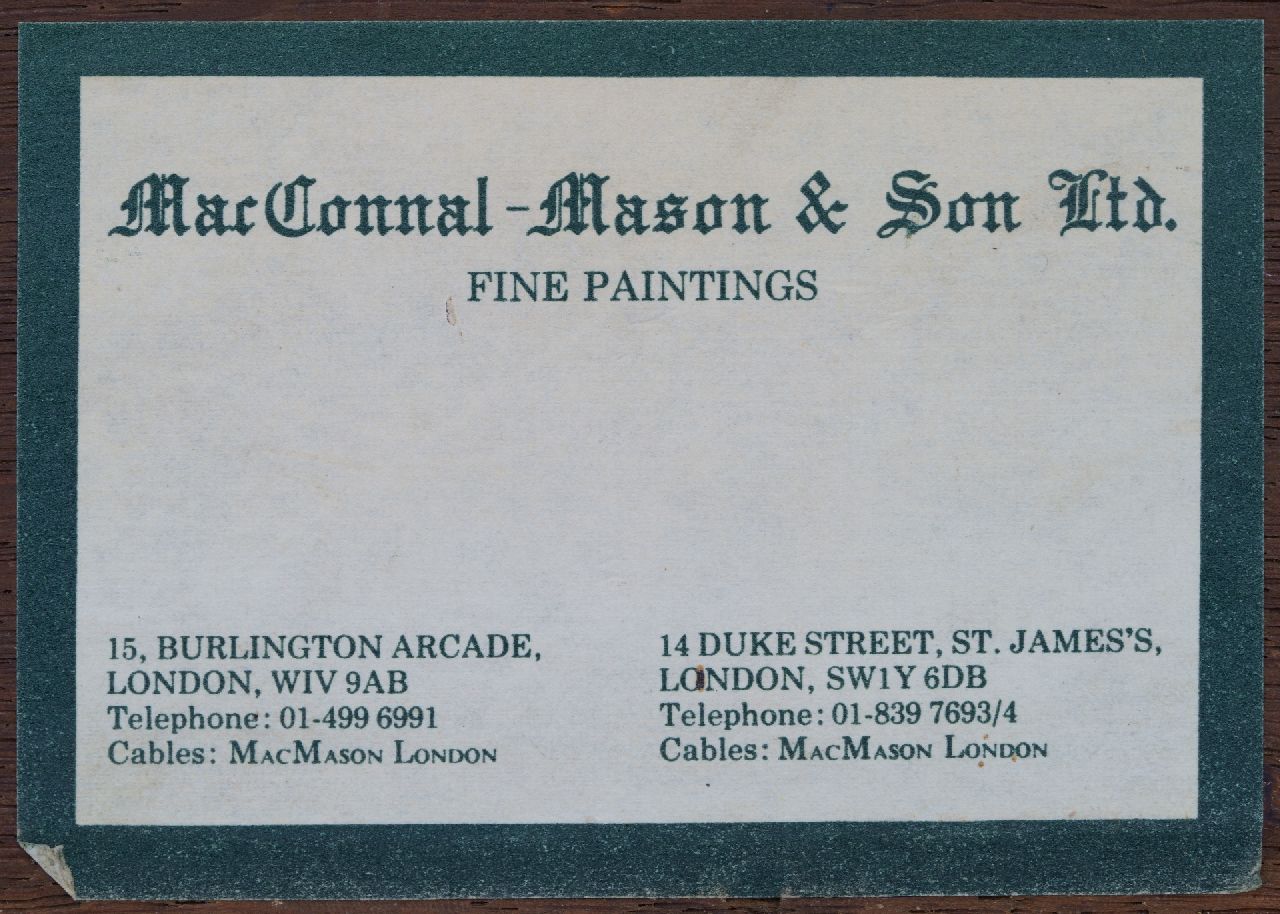 MacConnal-Mason & Son Ltd.
FINE PAINTINGS
15, BURLINGTON ARCADE,
LONDON, WIV 9AB
Telephone: 01-499 6991
Cables: MACMASON LONDON
14 DUKE STREET, ST. JAMES'S,
LONDON, SW1Y 6DB
Telephone: 01-839 7693/4
Cables: MACMASON LONDON